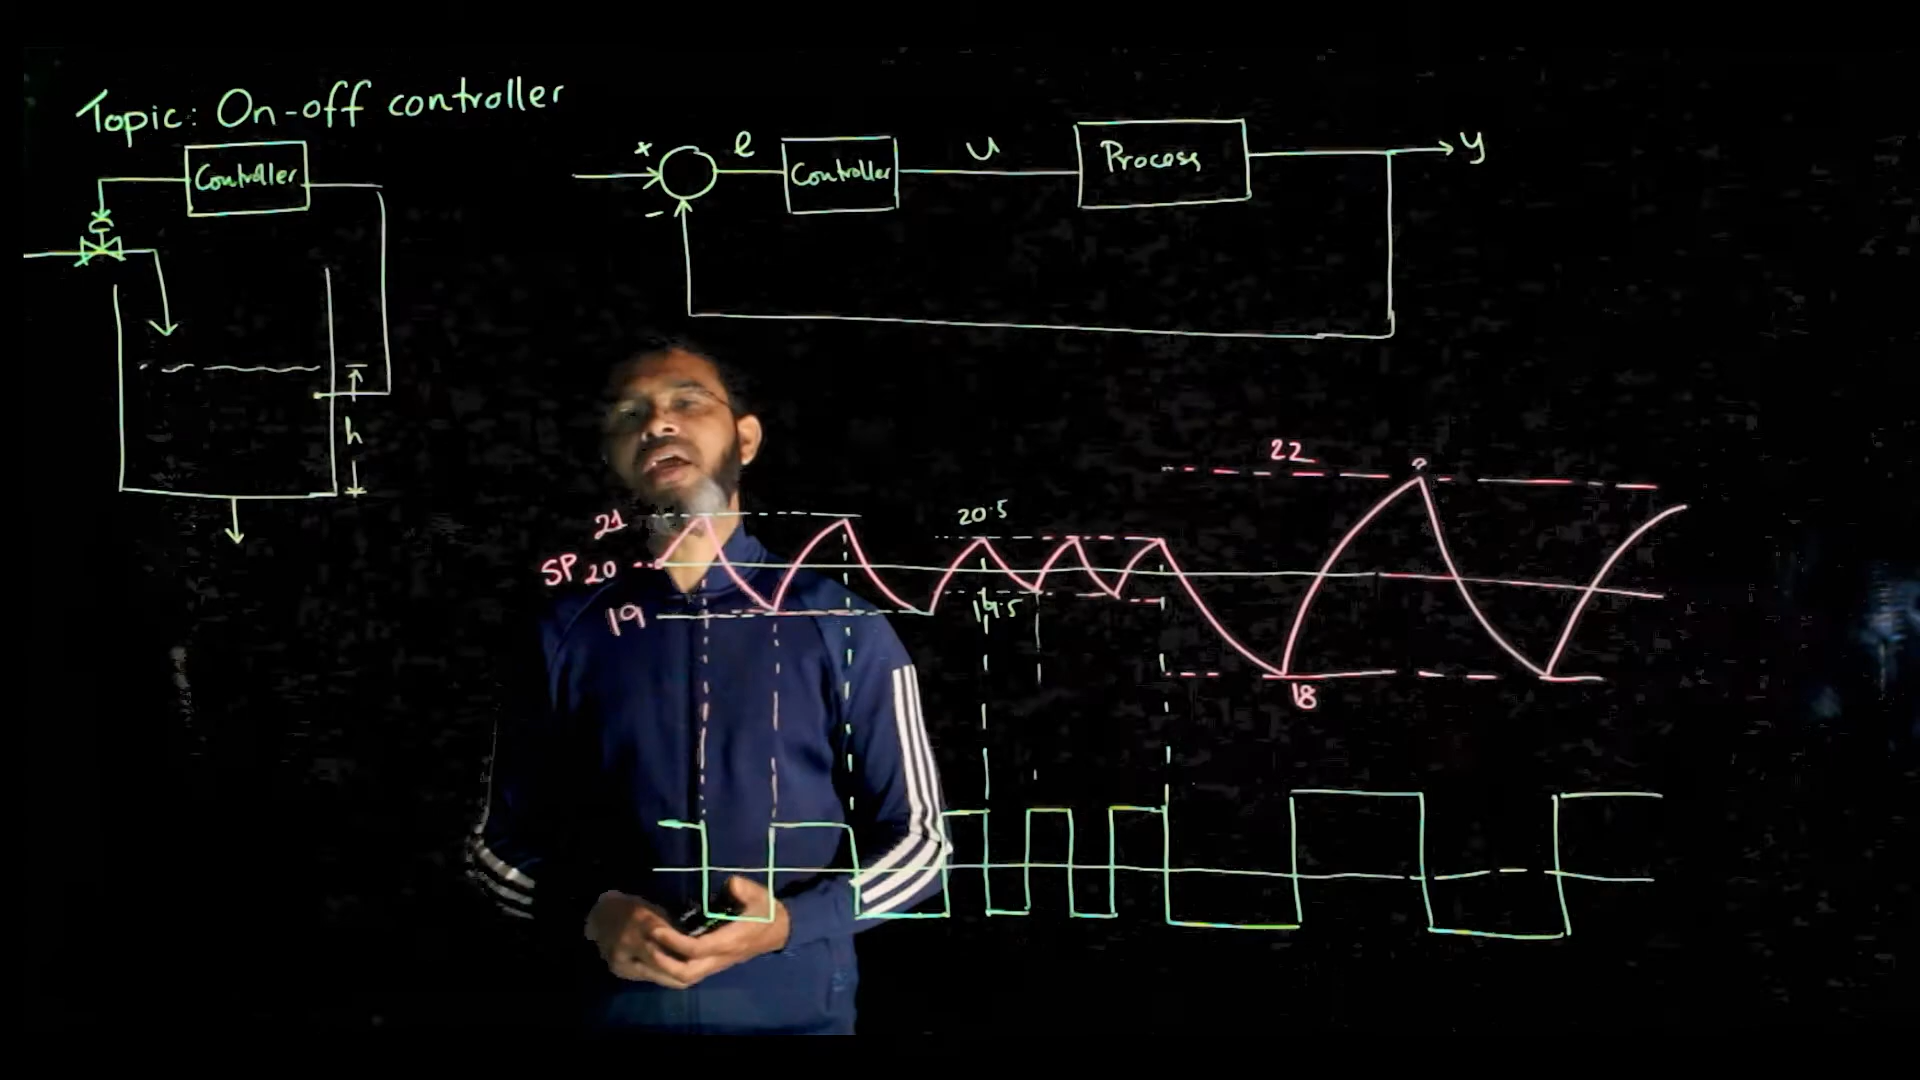 Topic: On-off controller
Controller
h
+
-
e
Controller
u
Process
y
22
21
20.5
SP 20
19
19.5
18